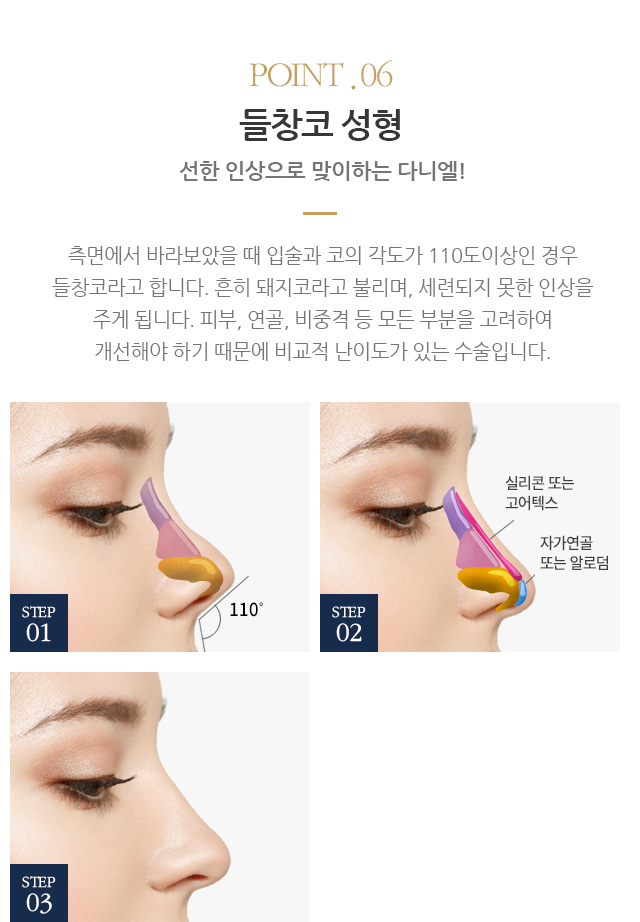 POINT .06
들창코 성형
선한 인상으로 맞이하는 다니엘!
측면에서 바라보았을 때 입술과 코의 각도가 110도이상인 경우
들창코라고 합니다. 흔히 돼지코라고 불리며, 세련되지 못한 인상을
주게 됩니다. 피부, 연골, 비중격 등 모든 부분을 고려하여
개선해야 하기 때문에 비교적 난이도가 있는 수술입니다.
110°
STEP
01
실리콘 또는
고어텍스
자가연골
또는 알로덤
STEP
02
STEP
03